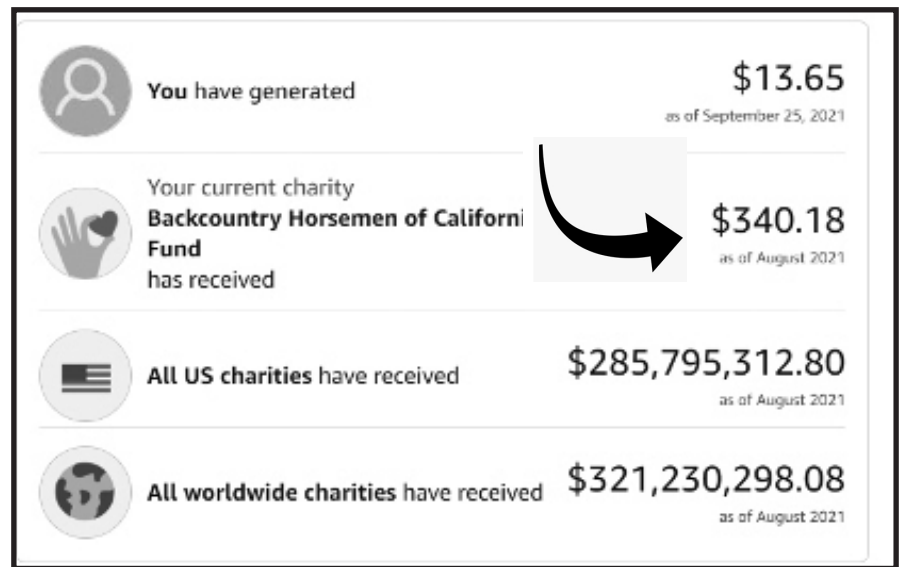 You have generated
$13.65
as of September 25, 2021
Your current charity
Backcountry Horsemen of Californi
Fund
has received
$340.18
as of August 2021
All US charities have received
$285,795,312.80
as of August 2021
All worldwide charities have received
$321,230,298.08
as of August 2021